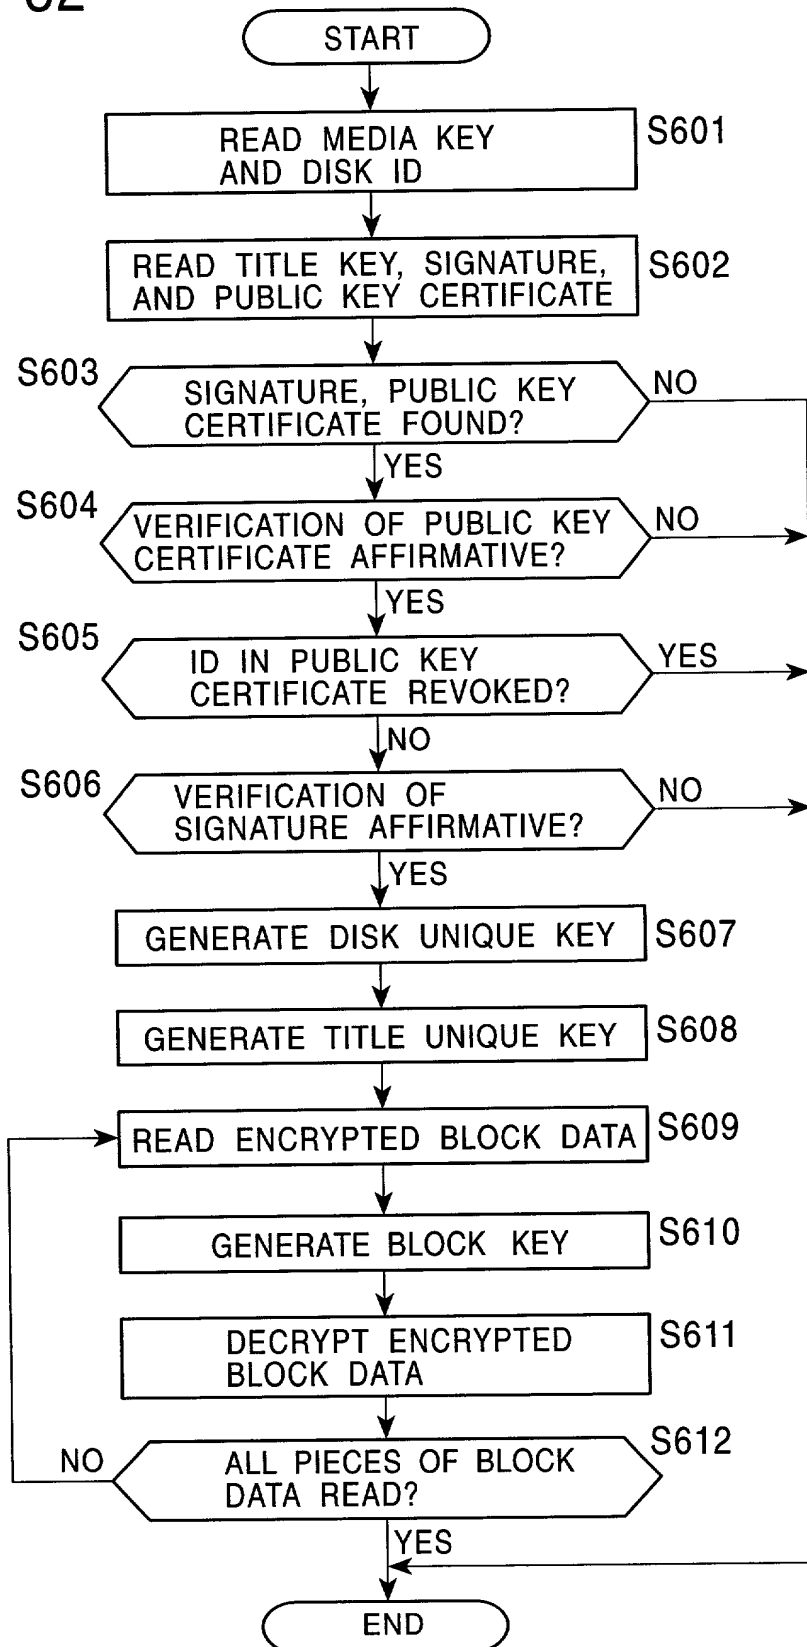 START
READ MEDIA KEY
AND DISK ID
S601
READ TITLE KEY, SIGNATURE,
AND PUBLIC KEY CERTIFICATE
S602
S603
SIGNATURE, PUBLIC KEY
CERTIFICATE FOUND?
NO
YES
S604
VERIFICATION OF PUBLIC KEY
CERTIFICATE AFFIRMATIVE?
NO
YES
S605
ID IN PUBLIC KEY
CERTIFICATE REVOKED?
YES
NO
S606
VERIFICATION OF
SIGNATURE AFFIRMATIVE?
NO
YES
GENERATE DISK UNIQUE KEY
S607
GENERATE TITLE UNIQUE KEY
S608
READ ENCRYPTED BLOCK DATA
S609
GENERATE BLOCK KEY
S610
DECRYPT ENCRYPTED
BLOCK DATA
S611
S612
NO
ALL PIECES OF BLOCK
DATA READ?
YES
END